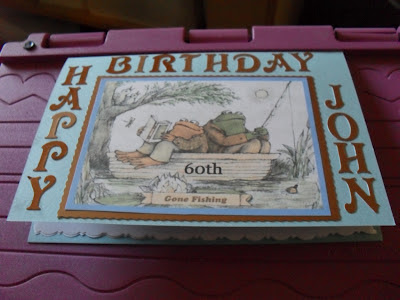 HAPPY
BIRTHDAY
JOHN
60th
Gone Fishing